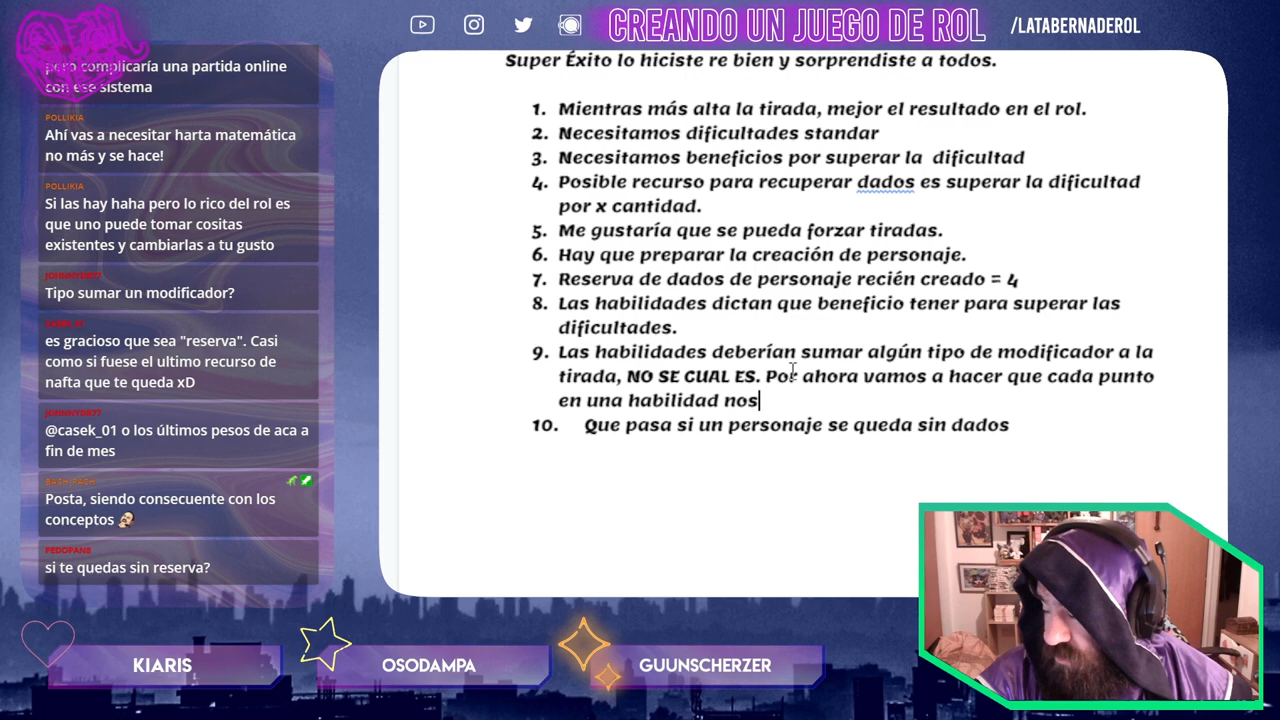 CREANDO UN JUEGO DE ROL
/LATABERNADEROL
pero complicaría una partida online
con ese sistema
POLLIKIA
Ahí vas a necesitar harta matemática
no más y se hace!
POLLIKIA
Si las hay haha pero lo rico del rol es
que uno puede tomar cositas
existentes y cambiarlas a tu gusto
JOHNNYDR77
Tipo sumar un modificador?
CASEK_01
es gracioso que sea "reserva". Casi
como si fuese el ultimo recurso de
nafta que te queda xD
JOHNNYDR77
@casek_01 o los últimos pesos de aca a
fin de mes
Posta, siendo consecuente con los
conceptos
PEDOPAN8
si te quedas sin reserva?
Super Éxito lo hiciste re bien y sorprendiste a todos.
1. Mientras más alta la tirada, mejor el resultado en el rol.
2. Necesitamos dificultades standar
3. Necesitamos beneficios por superar la dificultad
4. Posible recurso para recuperar dados es superar la dificultad
por x cantidad.
5. Me gustaría que se pueda forzar tiradas.
6. Hay que preparar la creación de personaje.
7. Reserva de dados de personaje recién creado = 4
8. Las habilidades dictan que beneficio tener para superar las
dificultades.
9. Las habilidades deberían sumar algún tipo de modificador a la
tirada, NO SE CUAL ES. Por ahora vamos a hacer que cada punto
en una habilidad nos
10. Que pasa si un personaje se queda sin dados
KIARIS
OSODAMPA
GUUNSCHERZER